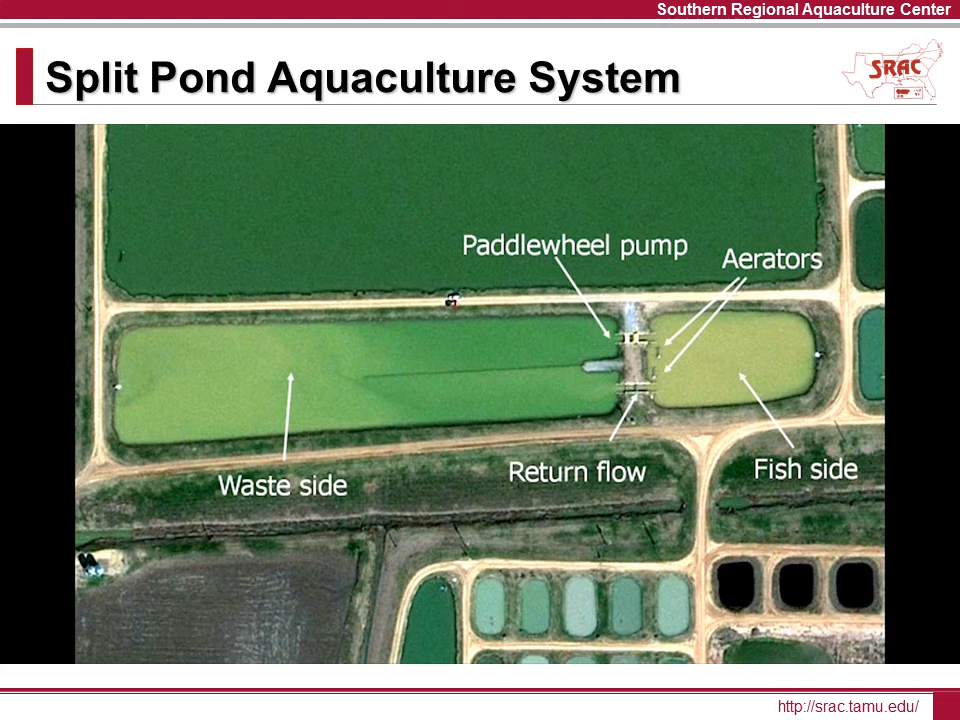 Southern Regional Aquaculture Center
Split Pond Aquaculture System
SRAC
Paddlewheel pump
Aerators
Waste side
Return flow
Fish side
http://srac.tamu.edu/